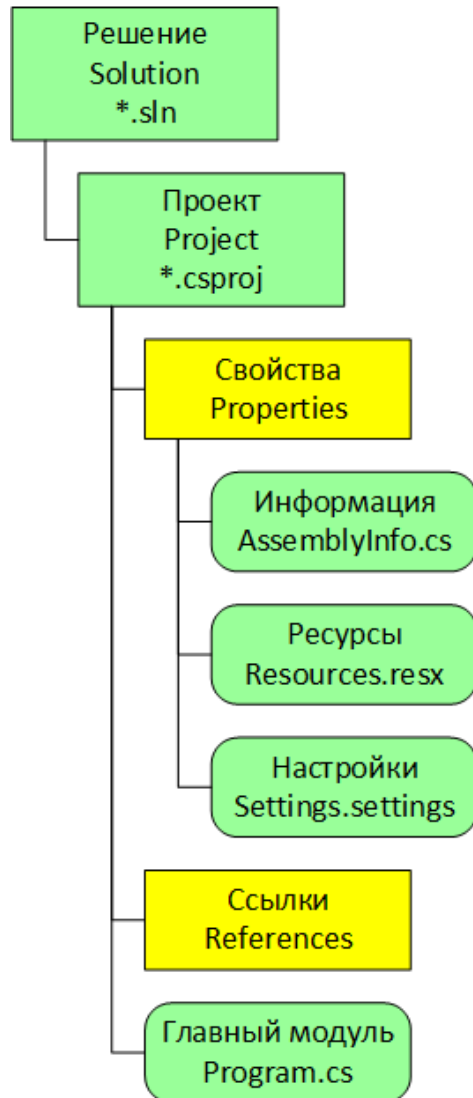 Решение
Solution
*.sln
Проект
Project
*.csproj
Свойства
Properties
Информация
AssemblyInfo.cs
Ресурсы
Resources.resx
Настройки
Settings.settings
Ссылки
References
Главный модуль
Program.cs